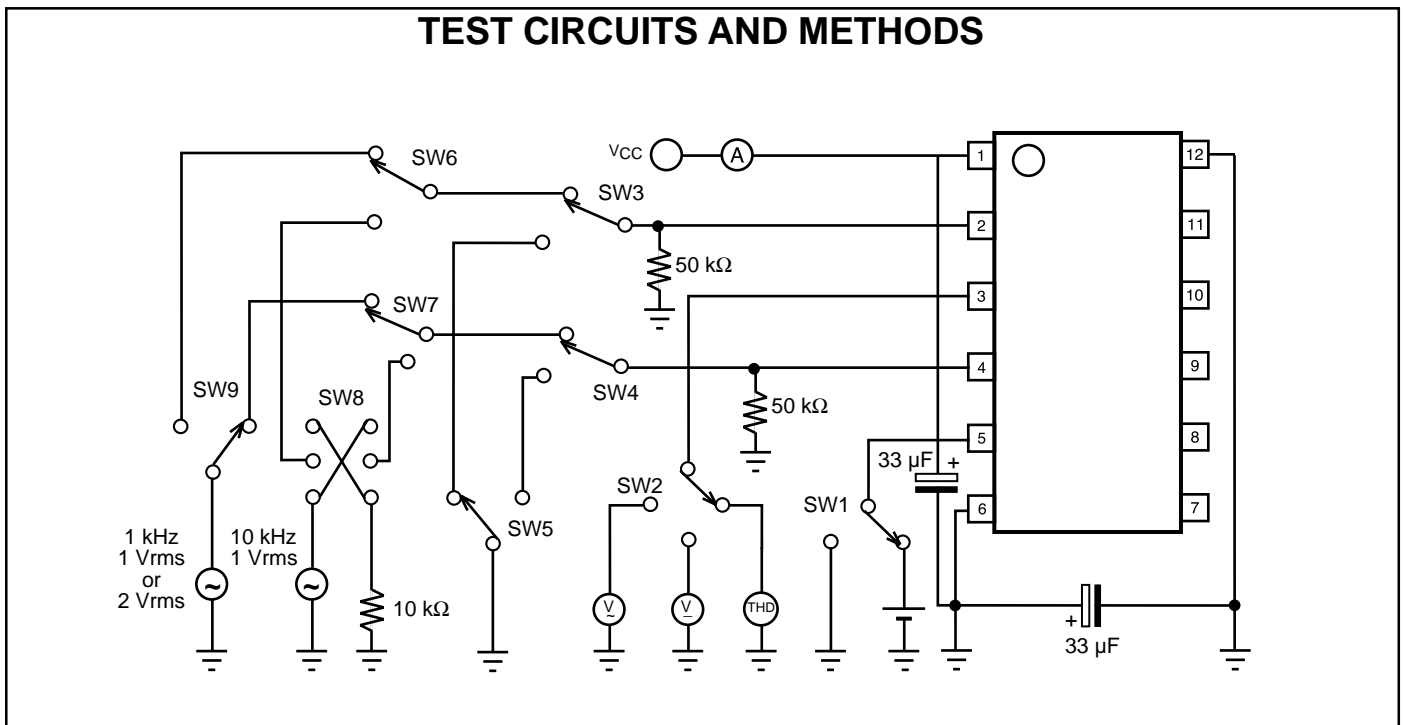 TEST CIRCUITS AND METHODS
SW6
VCC
A
1
12
SW3
2
11
50 kΩ
3
10
SW7
4
9
SW4
SW9
SW8
50 kΩ
5
8
33 µF
+
SW2
SW1
6
7
SW5
1 kHz
1 Vrms
or
2 Vrms
10 kHz
1 Vrms
~
~
10 kΩ
V
~
V
–
THD
+
33 µF